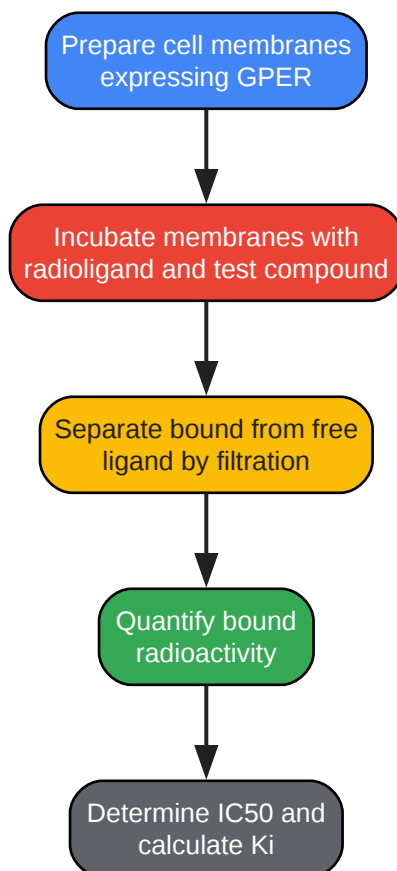 Prepare cell membranes
expressing GPER
Incubate membranes with
radioligand and test compound
Separate bound from free
ligand by filtration
Quantify bound
radioactivity
Determine IC50 and
calculate Ki